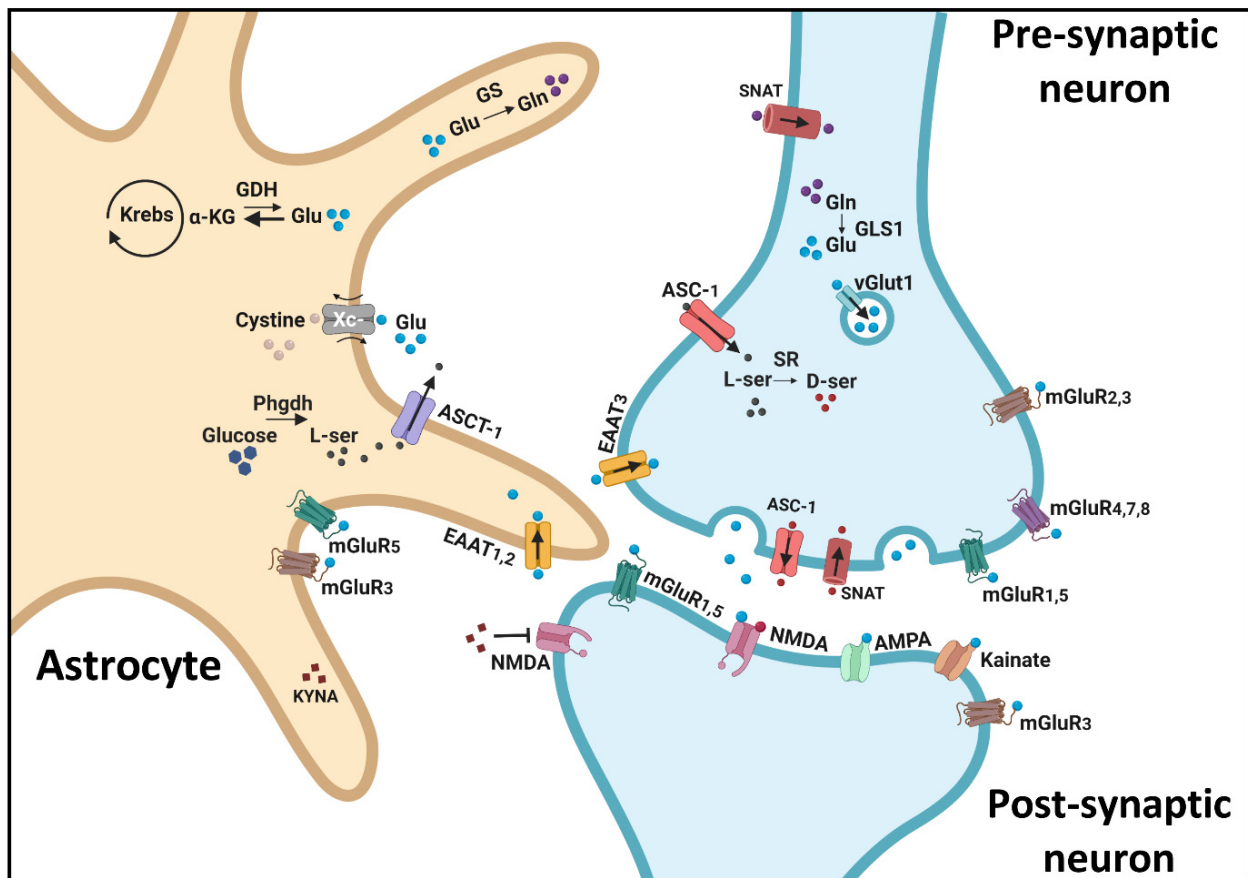 Pre-synaptic
neuron
GS
Glu
Gln
SNAT
GDH
Krebs
α-KG
Glu
Gln
GLS1
Glu
vGlut1
ASC-1
Cystine
Xc-
Glu
SR
L-ser
D-ser
Phgdh
Glucose
L-ser
ASCT-1
EAAT3
mGluR2,3
mGluR4,7,8
ASC-1
SNAT
mGluR1,5
mGluR5
mGluR3
EAAT1,2
mGluR1,5
NMDA
NMDA
AMPA
Kainate
mGluR3
Astrocyte
KYNA
Post-synaptic
neuron